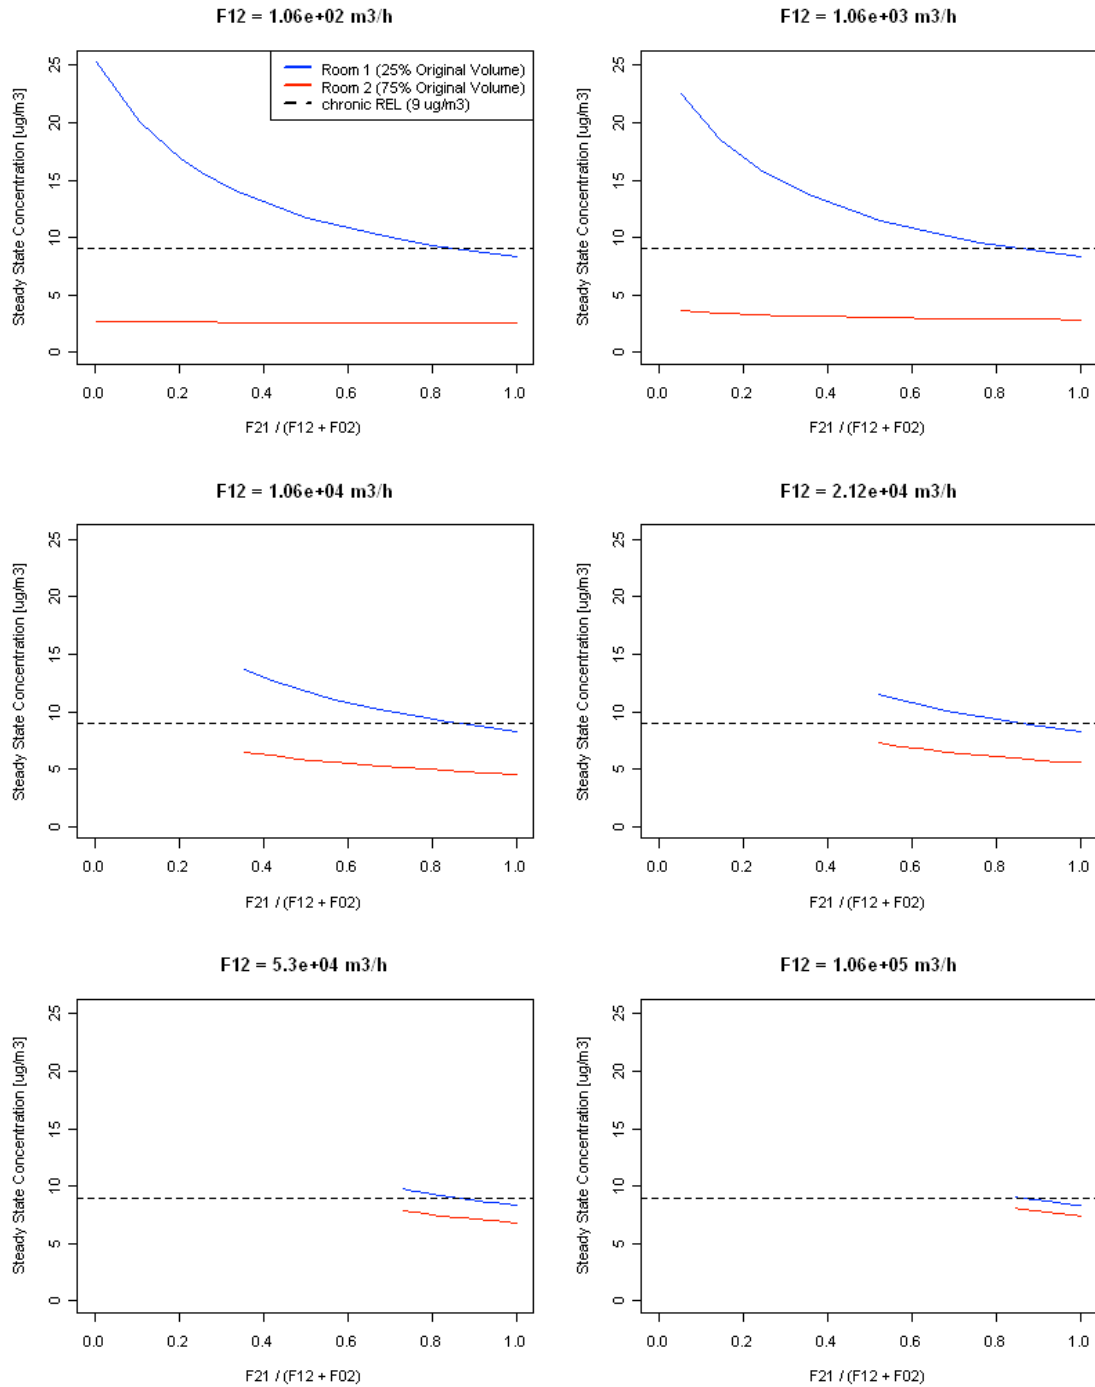 F12 = 1.06e+02 m3/h
Steady State Concentration [ug/m3]
25
20
15
10
5
0
Room 1 (25% Original Volume)
Room 2 (75% Original Volume)
chronic REL (9 ug/m3)
0.0 0.2 0.4 0.6 0.8 1.0
F21 / (F12 + F02)
F12 = 1.06e+03 m3/h
Steady State Concentration [ug/m3]
25
20
15
10
5
0
0.0 0.2 0.4 0.6 0.8 1.0
F21 / (F12 + F02)
F12 = 1.06e+04 m3/h
Steady State Concentration [ug/m3]
25
20
15
10
5
0
0.0 0.2 0.4 0.6 0.8 1.0
F21 / (F12 + F02)
F12 = 2.12e+04 m3/h
Steady State Concentration [ug/m3]
25
20
15
10
5
0
0.0 0.2 0.4 0.6 0.8 1.0
F21 / (F12 + F02)
F12 = 5.3e+04 m3/h
Steady State Concentration [ug/m3]
25
20
15
10
5
0
0.0 0.2 0.4 0.6 0.8 1.0
F21 / (F12 + F02)
F12 = 1.06e+05 m3/h
Steady State Concentration [ug/m3]
25
20
15
10
5
0
0.0 0.2 0.4 0.6 0.8 1.0
F21 / (F12 + F02)